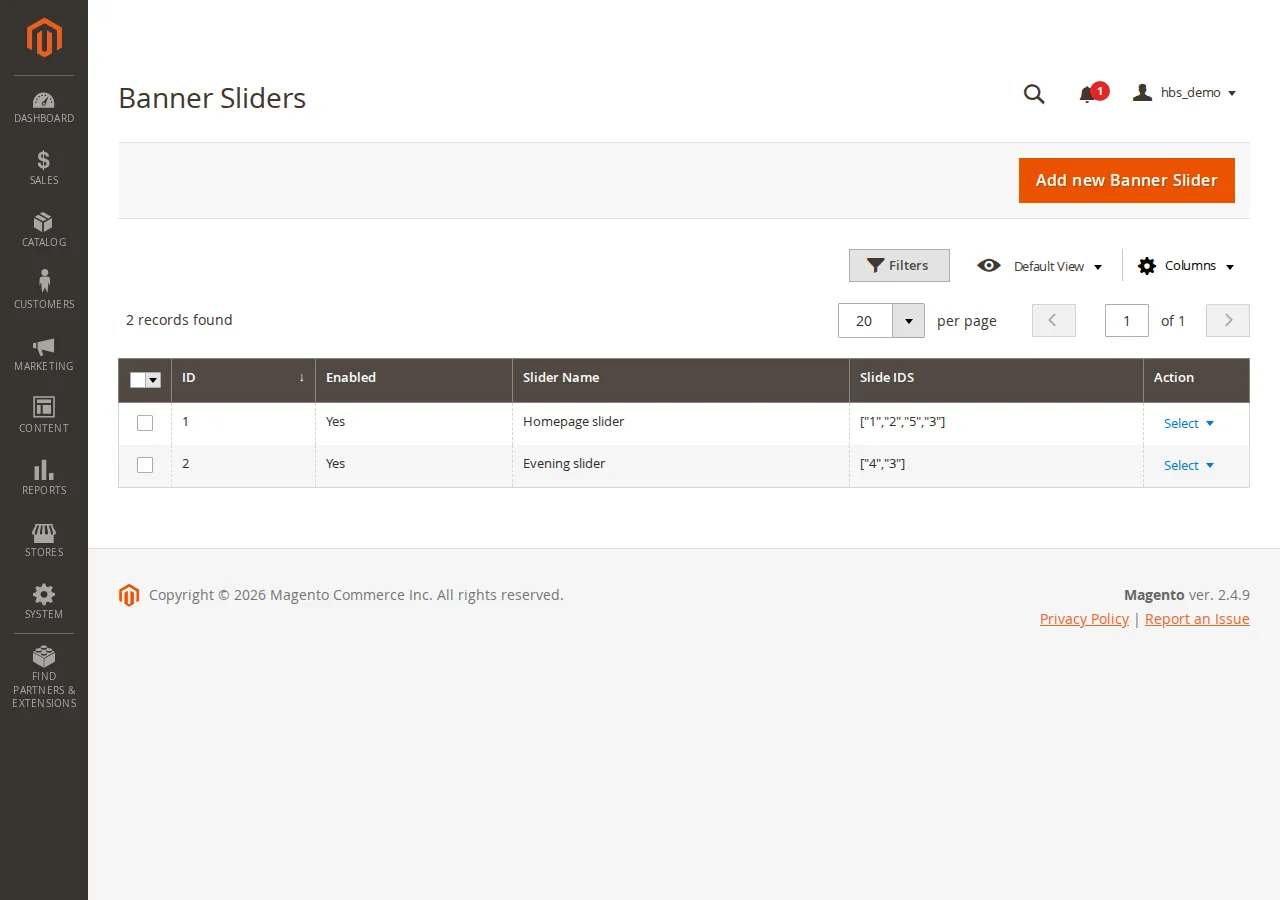 DASHBOARD
SALES
CATALOG
CUSTOMERS
MARKETING
CONTENT
REPORTS
STORES
SYSTEM
FIND
PARTNERS &
EXTENSIONS
Banner Sliders
1
hbs_demo
Add new Banner Slider
Filters
Default View
Columns
2 records found
20
per page
1
of 1
ID ↓ Enabled Slider Name Slide IDS Action
1 Yes Homepage slider ["1","2","5","3"] Select
2 Yes Evening slider ["4","3"] Select
Copyright © 2026 Magento Commerce Inc. All rights reserved.
Magento ver. 2.4.9
Privacy Policy | Report an Issue